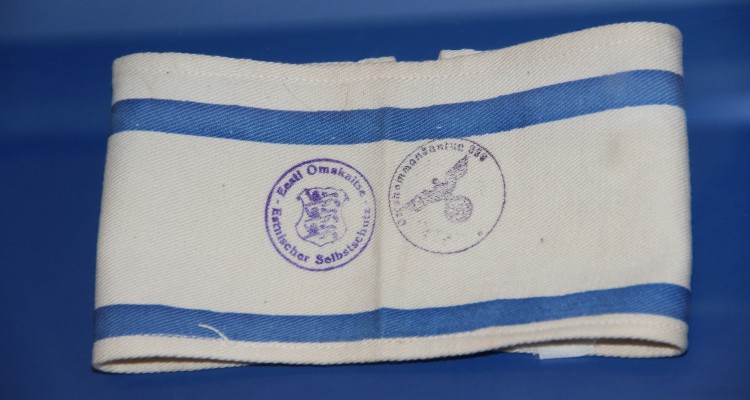 Eesti Omakaitse
Estnischer Selbstschutz
Ortskommandantur